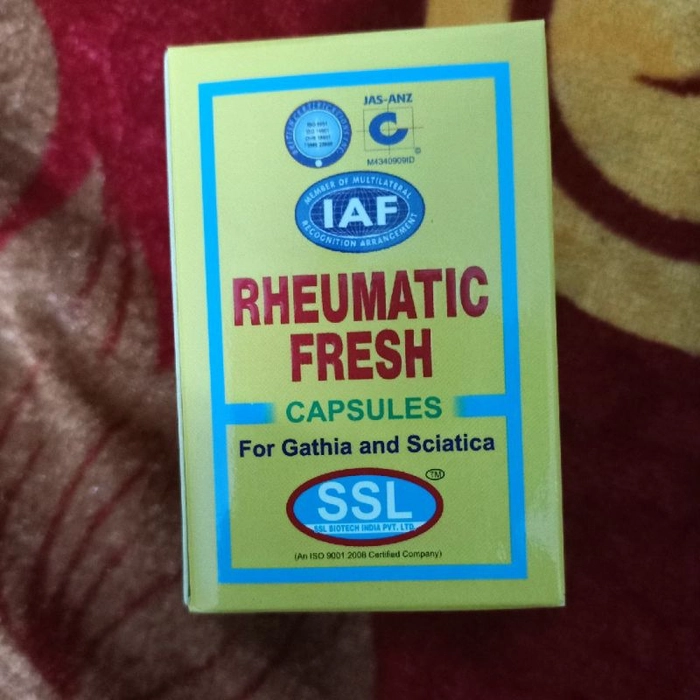 JAS-ANZ
C
M4340909ID
MEMBER OF MULTILATERAL
IAF
RECOGNITION ARRANGEMENT
RHEUMATIC
FRESH
CAPSULES
For Gathia and Sciatica
TM
SSL
SSL BIOTECH INDIA PVT. LTD.
(An ISO 9001 2008 Certified Company)